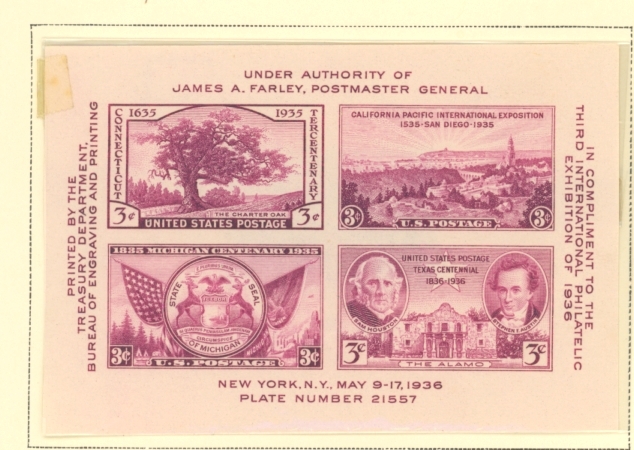 UNDER AUTHORITY OF
JAMES A. FARLEY, POSTMASTER GENERAL
PRINTED BY THE
TREASURY DEPARTMENT,
BUREAU OF ENGRAVING AND PRINTING
1635 1935
CONNECTICUT
TERCENTENARY
THE CHARTER OAK
3¢ 3¢
UNITED STATES POSTAGE
CALIFORNIA PACIFIC INTERNATIONAL EXPOSITION
1535-SAN DIEGO-1935
3¢ 3¢
U.S. POSTAGE
1835 MICHIGAN CENTENARY 1935
STATE SEAL
OF MICHIGAN
3¢ 3¢
U.S. POSTAGE
UNITED STATES POSTAGE
TEXAS CENTENNIAL
1836-1936
SAM HOUSTON
STEPHEN F. AUSTIN
3¢ 3¢
THE ALAMO
IN COMPLIMENT TO THE
THIRD INTERNATIONAL PHILATELIC
EXHIBITION OF 1936
NEW YORK, N.Y., MAY 9-17, 1936
PLATE NUMBER 21557